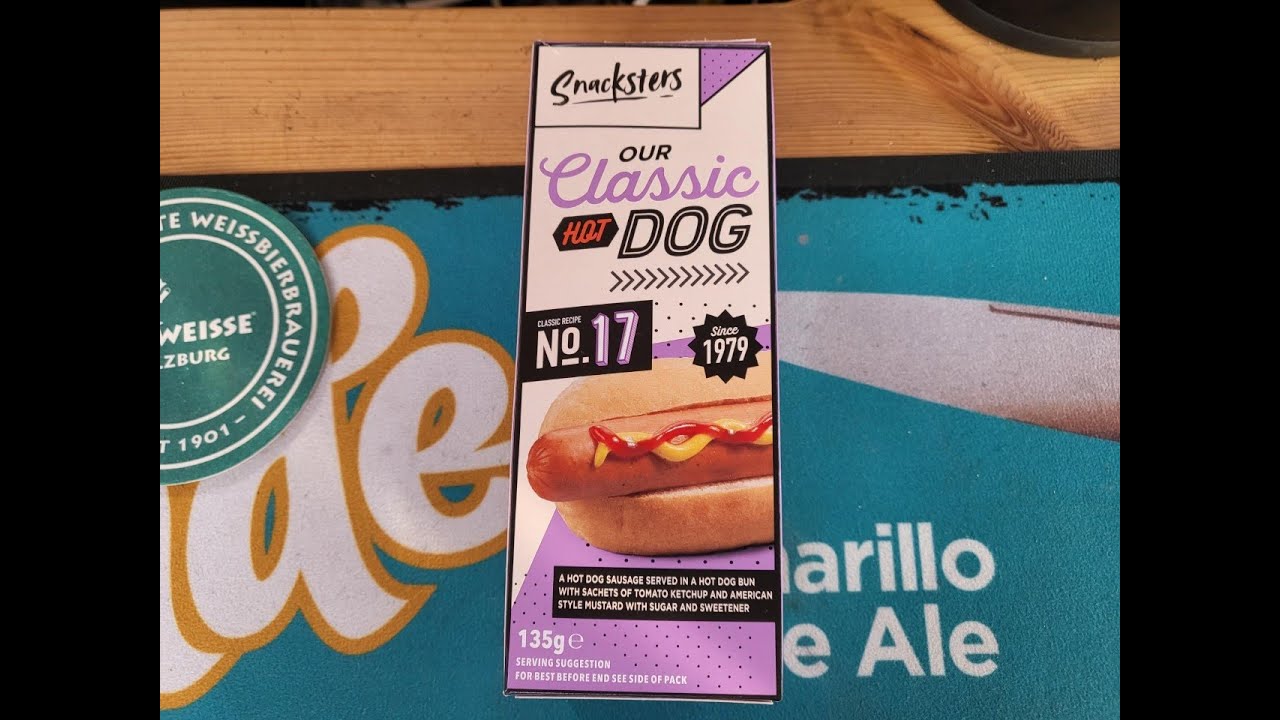 Snacksters
OUR
Classic
HOT DOG
CLASSIC RECIPE
No.17
Since
1979
A HOT DOG SAUSAGE SERVED IN A HOT DOG BUN
WITH SACHETS OF TOMATO KETCHUP AND AMERICAN
STYLE MUSTARD WITH SUGAR AND SWEETENER
135g℮
SERVING SUGGESTION
FOR BEST BEFORE END SEE SIDE OF PACK
TE WEISSBIERBRAUEREI
WEISSE
ZBURG
T 1901 –
de
arillo
e Ale